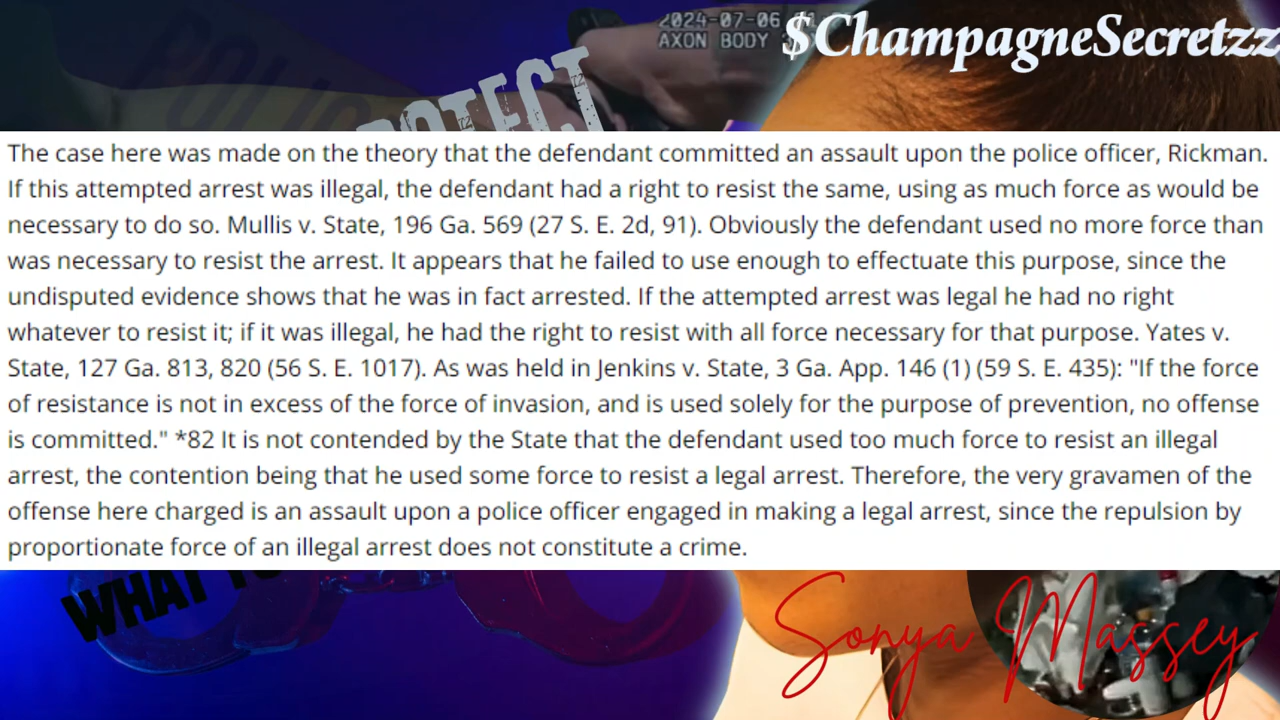 2024-07-06
AXON BODY
$ChampagneSecretzz
POLIC
ROTECT
The case here was made on the theory that the defendant committed an assault upon the police officer, Rickman.
If this attempted arrest was illegal, the defendant had a right to resist the same, using as much force as would be
necessary to do so. Mullis v. State, 196 Ga. 569 (27 S. E. 2d, 91). Obviously the defendant used no more force than
was necessary to resist the arrest. It appears that he failed to use enough to effectuate this purpose, since the
undisputed evidence shows that he was in fact arrested. If the attempted arrest was legal he had no right
whatever to resist it; if it was illegal, he had the right to resist with all force necessary for that purpose. Yates v.
State, 127 Ga. 813, 820 (56 S. E. 1017). As was held in Jenkins v. State, 3 Ga. App. 146 (1) (59 S. E. 435): "If the force
of resistance is not in excess of the force of invasion, and is used solely for the purpose of prevention, no offense
is committed." *82 It is not contended by the State that the defendant used too much force to resist an illegal
arrest, the contention being that he used some force to resist a legal arrest. Therefore, the very gravamen of the
offense here charged is an assault upon a police officer engaged in making a legal arrest, since the repulsion by
proportionate force of an illegal arrest does not constitute a crime.
WHAT
Sonya Massey